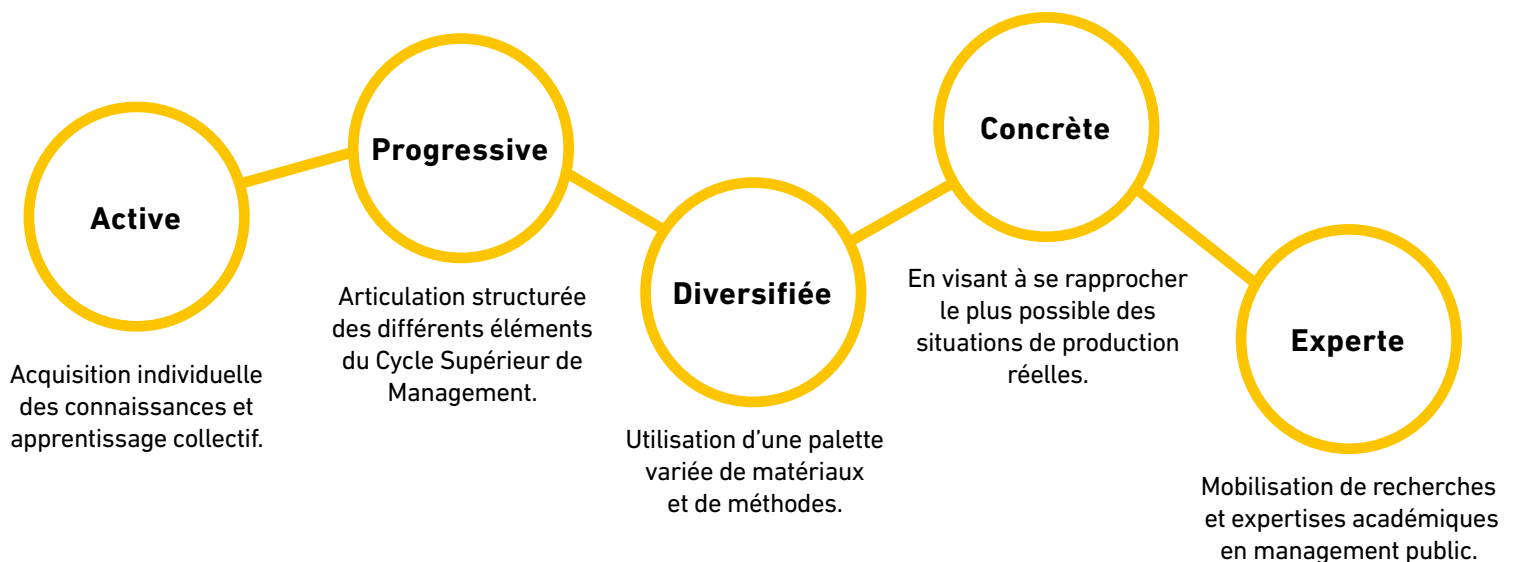 Active
Acquisition individuelle
des connaissances et
apprentissage collectif.
Progressive
Articulation structurée
des différents éléments
du Cycle Supérieur de
Management.
Diversifiée
Utilisation d’une palette
variée de matériaux
et de méthodes.
Concrète
En visant à se rapprocher
le plus possible des
situations de production
réelles.
Experte
Mobilisation de recherches
et expertises académiques
en management public.